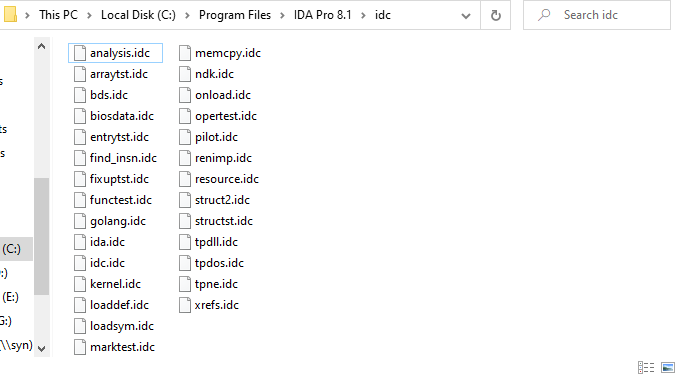 This PC > Local Disk (C:) > Program Files > IDA Pro 8.1 > idc
Search idc
analysis.idc
arraytst.idc
bds.idc
biosdata.idc
entrytst.idc
find_insn.idc
fixuptst.idc
functest.idc
golang.idc
ida.idc
idc.idc
kernel.idc
loaddef.idc
loadsym.idc
marktest.idc
memcpy.idc
ndk.idc
onload.idc
opertest.idc
pilot.idc
renimp.idc
resource.idc
struct2.idc
structst.idc
tpdll.idc
tpdos.idc
tpne.idc
xrefs.idc
s
ts
s
(C:)
:)
(E:)
G:)
(\\syn)